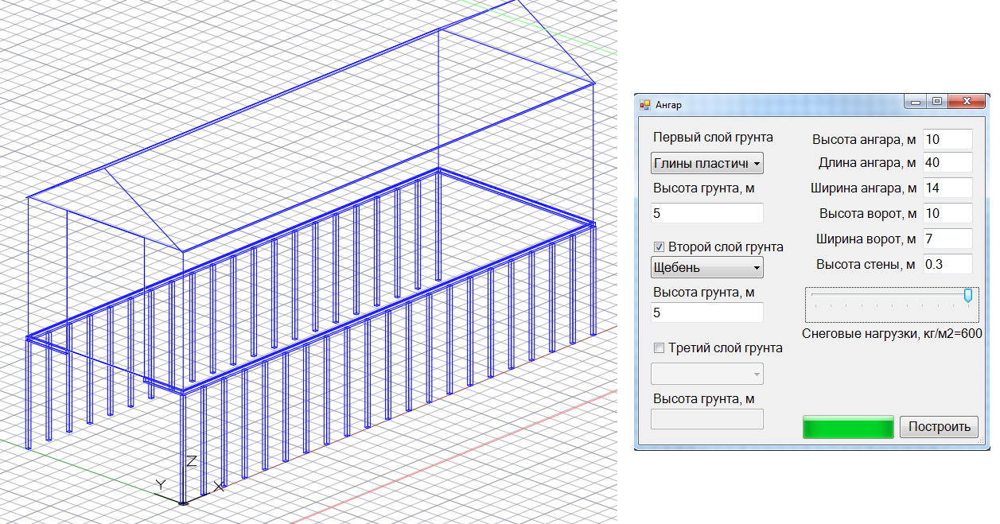 Z
Y
X
Ангар
Первый слой грунта
Глины пластичн
Высота грунта, м
5
Второй слой грунта
Щебень
Высота грунта, м
5
Третий слой грунта
Высота грунта, м
Высота ангара, м 10
Длина ангара, м 40
Ширина ангара, м 14
Высота ворот, м 10
Ширина ворот, м 7
Высота стены, м 0.3
Снеговые нагрузки, кг/м2=600
Построить